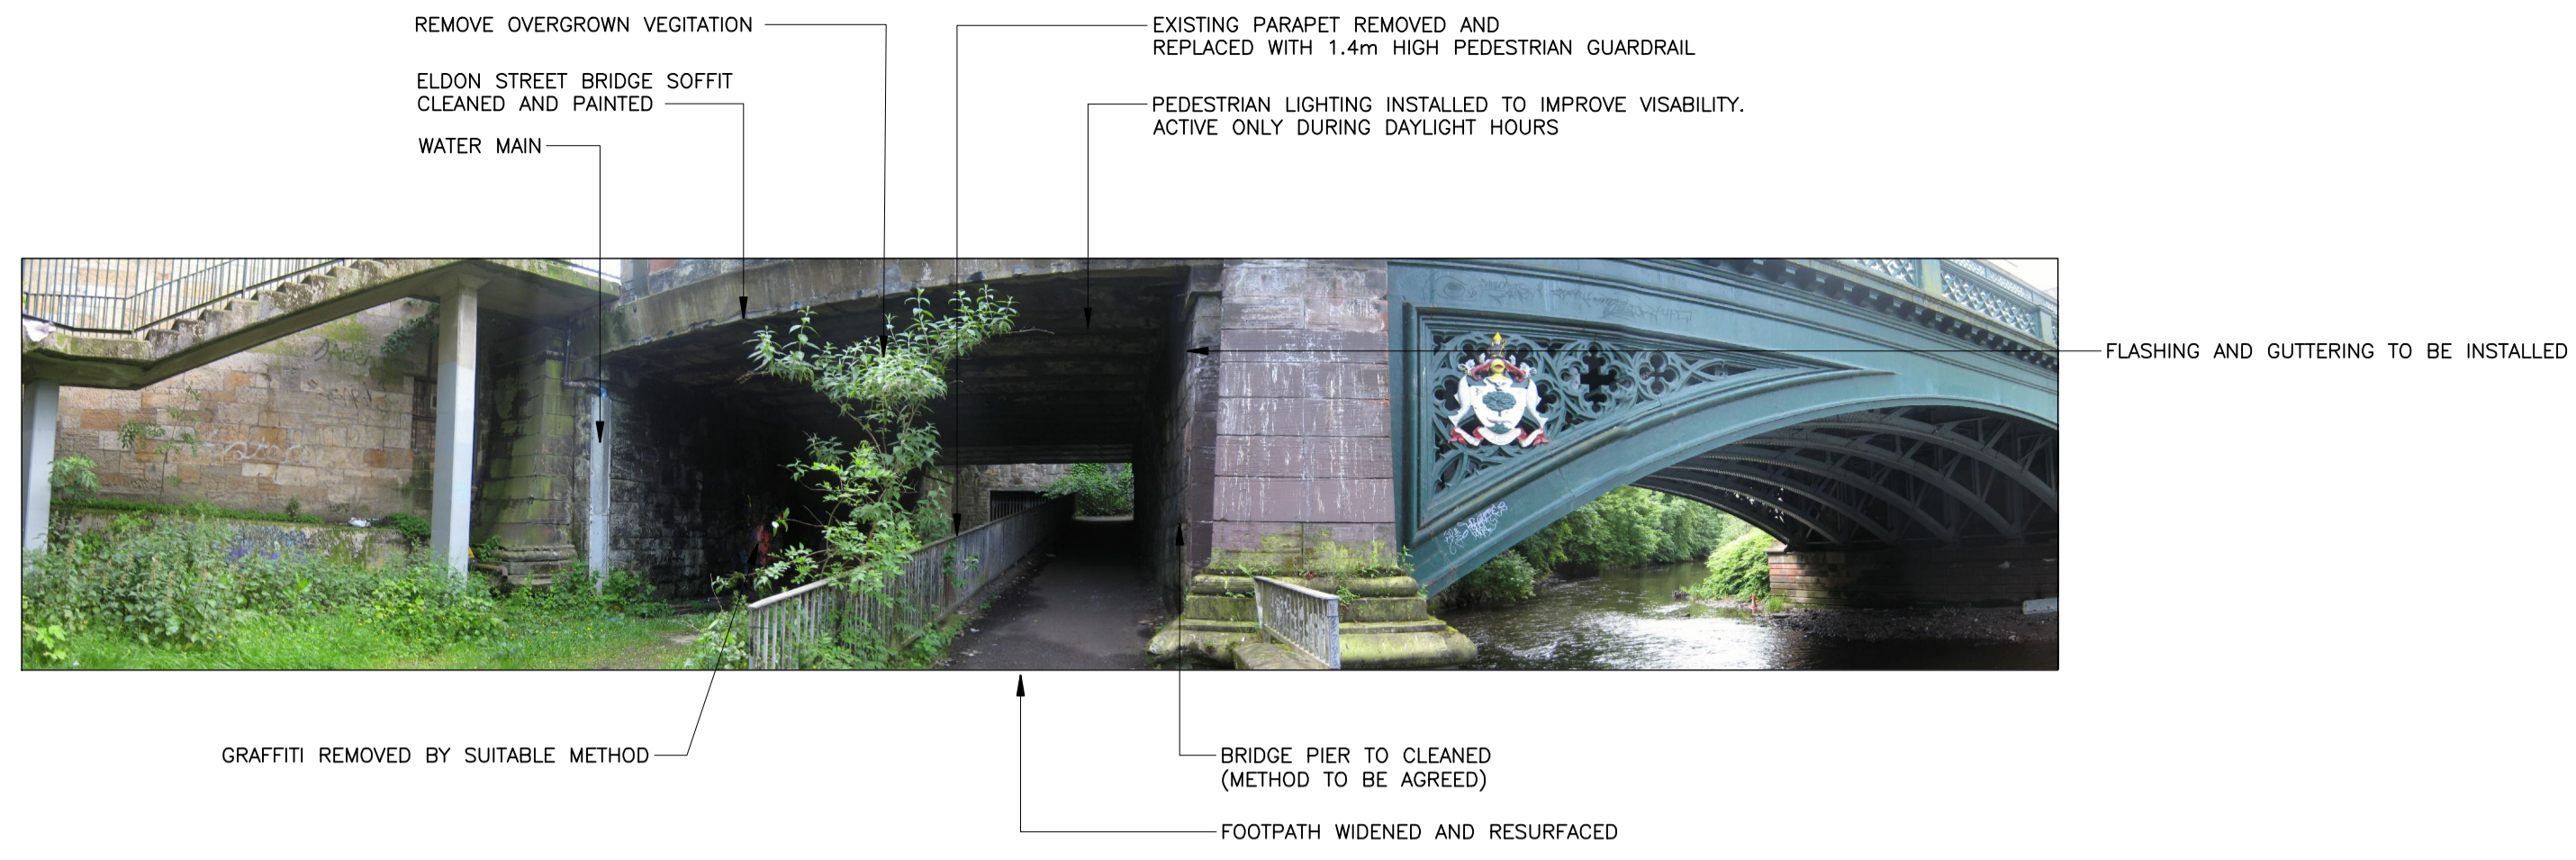 REMOVE OVERGROWN VEGITATION
EXISTING PARAPET REMOVED AND
REPLACED WITH 1.4m HIGH PEDESTRIAN GUARDRAIL
ELDON STREET BRIDGE SOFFIT
CLEANED AND PAINTED
PEDESTRIAN LIGHTING INSTALLED TO IMPROVE VISABILITY.
ACTIVE ONLY DURING DAYLIGHT HOURS
WATER MAIN
FLASHING AND GUTTERING TO BE INSTALLED
GRAFFITI REMOVED BY SUITABLE METHOD
BRIDGE PIER TO CLEANED
(METHOD TO BE AGREED)
FOOTPATH WIDENED AND RESURFACED